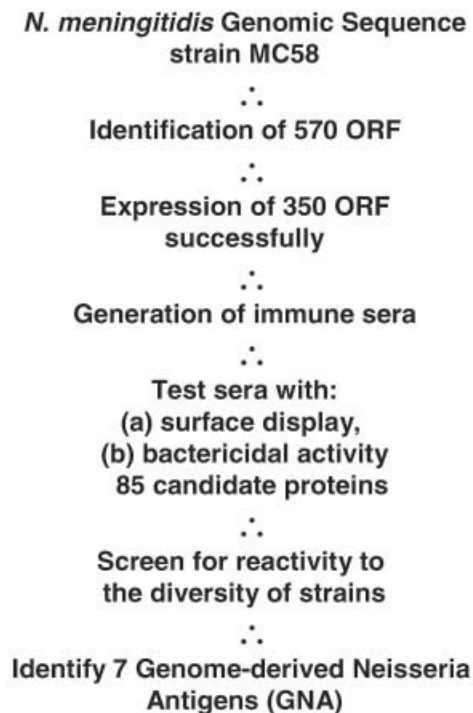 N. meningitidis Genomic Sequence
strain MC58
∴
Identification of 570 ORF
∴
Expression of 350 ORF
successfully
∴
Generation of immune sera
∴
Test sera with:
(a) surface display,
(b) bactericidal activity
85 candidate proteins
∴
Screen for reactivity to
the diversity of strains
∴
Identify 7 Genome-derived Neisseria
Antigens (GNA)